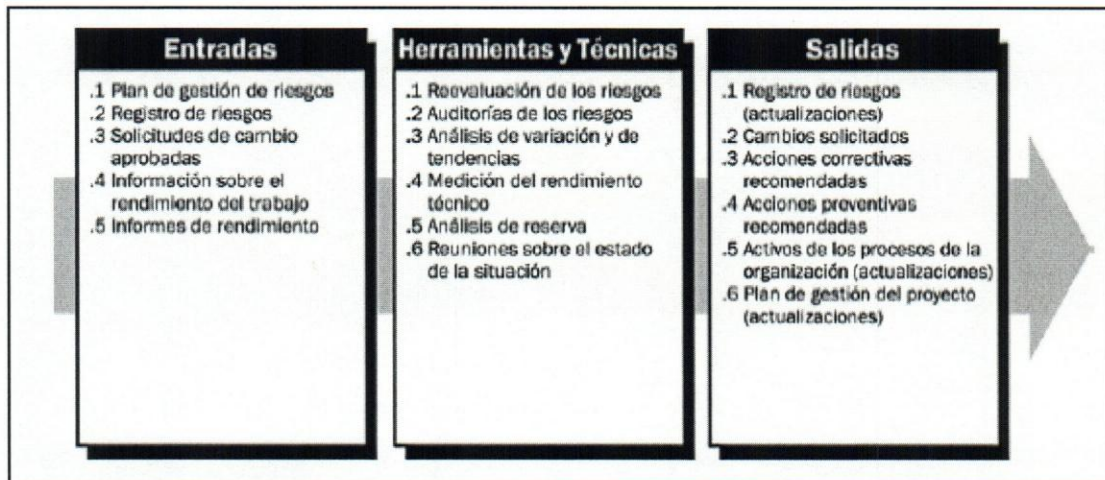 Entradas
.1 Plan de gestión de riesgos
.2 Registro de riesgos
.3 Solicitudes de cambio
aprobadas
.4 Información sobre el
rendimiento del trabajo
.5 Informes de rendimiento
Herramientas y Técnicas
.1 Reevaluación de los riesgos
.2 Auditorías de los riesgos
.3 Análisis de variación y de
tendencias
.4 Medición del rendimiento
técnico
.5 Análisis de reserva
.6 Reuniones sobre el estado
de la situación
Salidas
.1 Registro de riesgos
(actualizaciones)
.2 Cambios solicitados
.3 Acciones correctivas
recomendadas
.4 Acciones preventivas
recomendadas
.5 Activos de los procesos de la
organización (actualizaciones)
.6 Plan de gestión del proyecto
(actualizaciones)